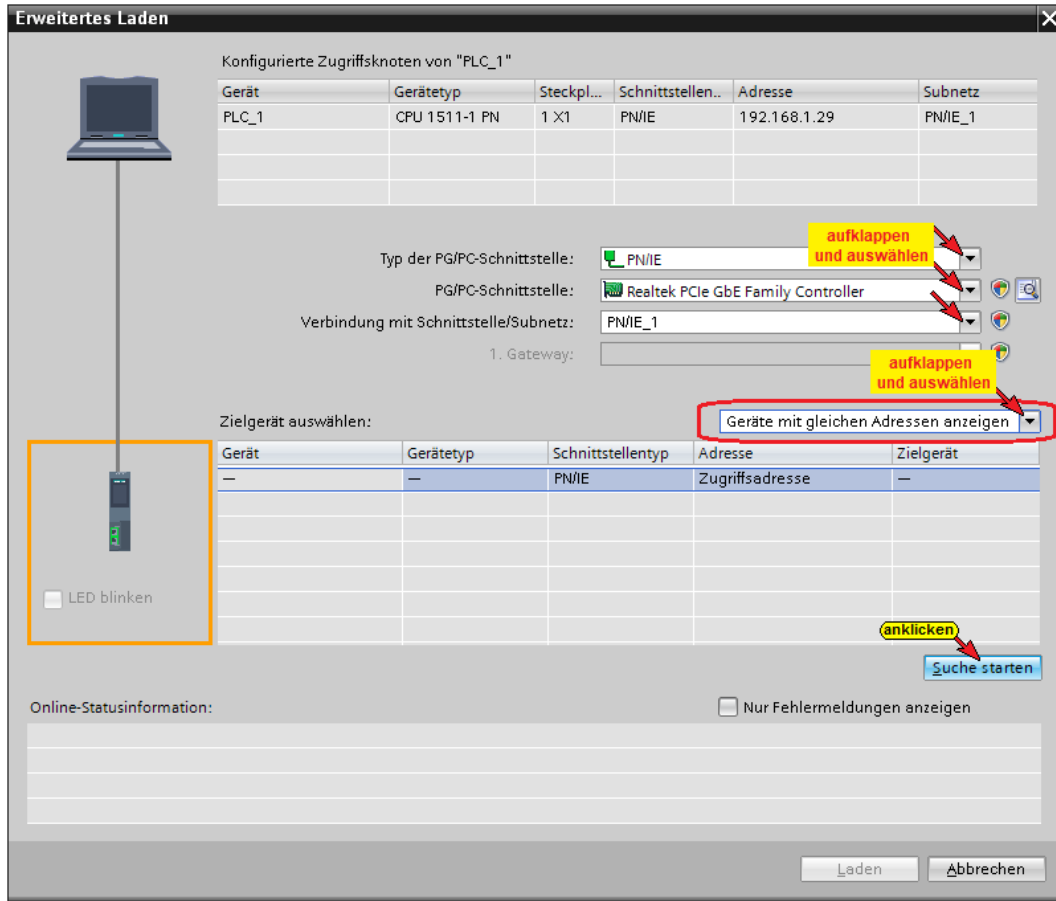 Erweitertes Laden
Konfigurierte Zugriffsknoten von "PLC_1"
Gerät Gerätetyp Steckpl... Schnittstellen.. Adresse Subnetz
PLC_1 CPU 1511-1 PN 1 X1 PN/IE 192.168.1.29 PN/IE_1
aufklappen
und auswählen
Typ der PG/PC-Schnittstelle: PN/IE
PG/PC-Schnittstelle: Realtek PCIe GbE Family Controller
Verbindung mit Schnittstelle/Subnetz: PN/IE_1
1. Gateway:
aufklappen
und auswählen
Zielgerät auswählen: Geräte mit gleichen Adressen anzeigen
Gerät Gerätetyp Schnittstellentyp Adresse Zielgerät
— — PN/IE Zugriffsadresse —
LED blinken
anklicken
Suche starten
Online-Statusinformation: Nur Fehlermeldungen anzeigen
Laden Abbrechen